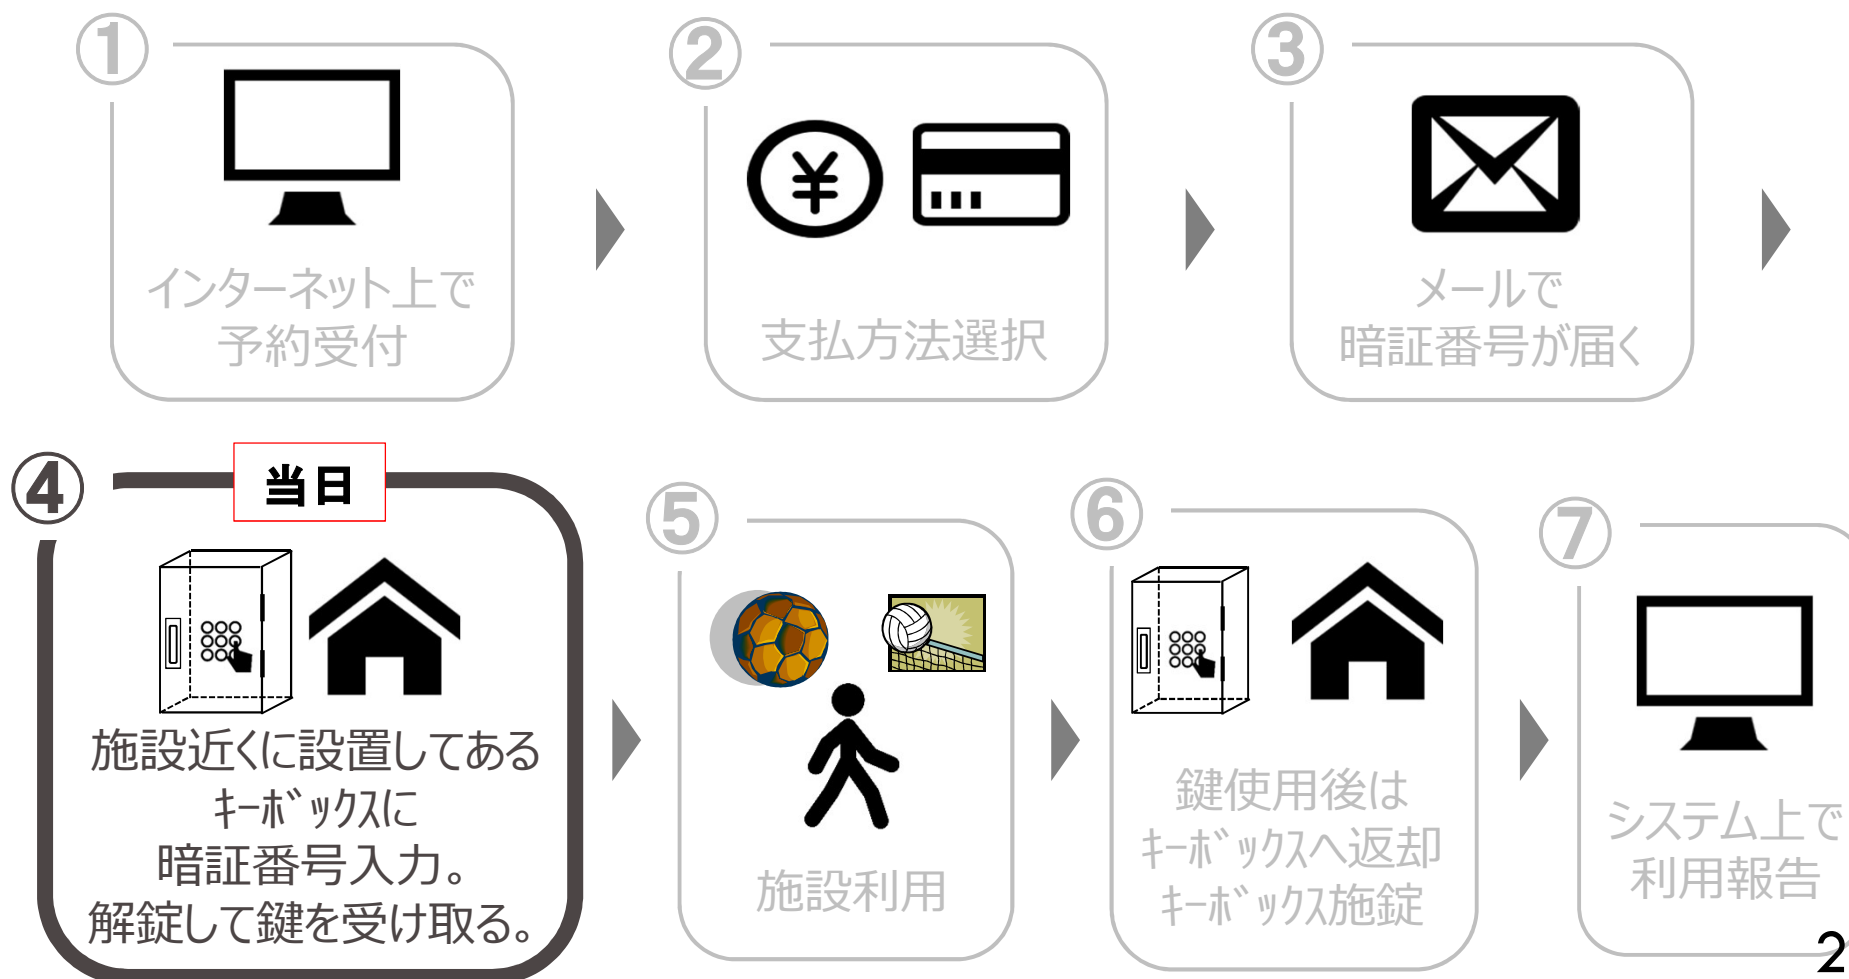 ①
インターネット上で
予約受付
②
支払方法選択
③
メールで
暗証番号が届く
④
当日
施設近くに設置してある
ｷｰﾎﾞｯｸｽに
暗証番号入力。
解錠して鍵を受け取る。
⑤
施設利用
⑥
鍵使用後は
ｷｰﾎﾞｯｸｽへ返却
ｷｰﾎﾞｯｸｽ施錠
⑦
システム上で
利用報告
2